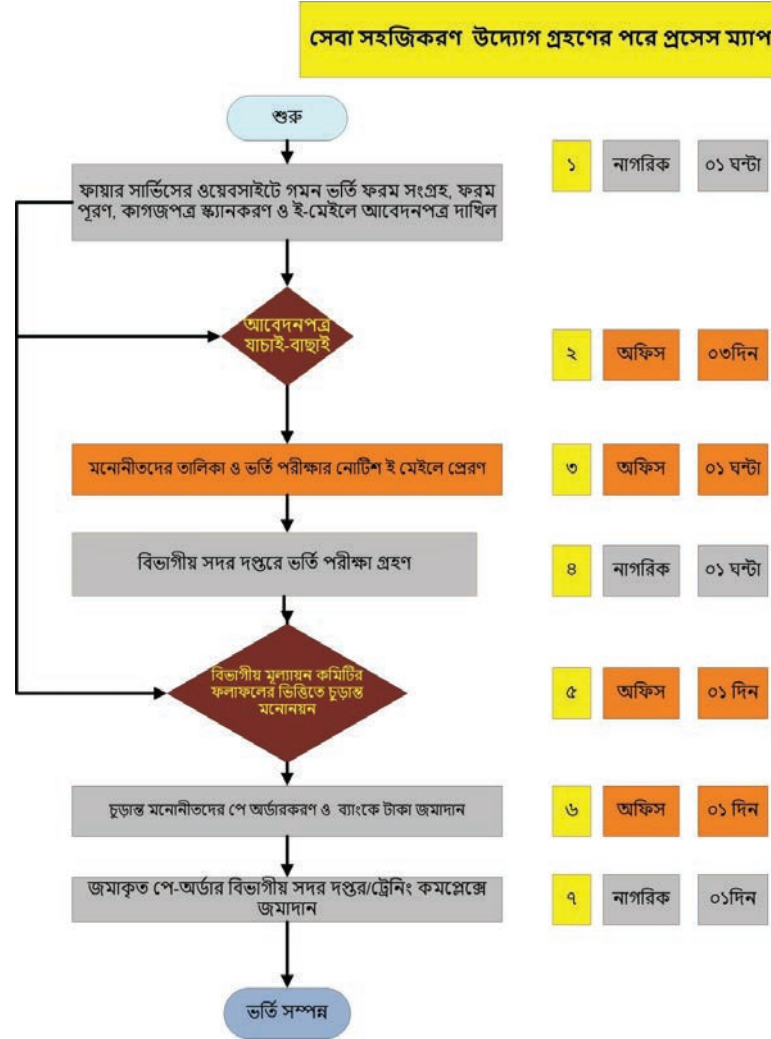 সেবা সহজিকরণ উদ্যোগ গ্রহণের পরে প্রসেস ম্যাপ
শুরু
ফায়ার সার্ভিসের ওয়েবসাইটে গমন ভর্তি ফরম সংগ্রহ, ফরম
পূরণ, কাগজপত্র স্ক্যানকরণ ও ই-মেইলে আবেদনপত্র দাখিল
১ নাগরিক ০১ ঘন্টা
আবেদনপত্র
যাচাই-বাছাই
২ অফিস ০৩দিন
মনোনীতদের তালিকা ও ভর্তি পরীক্ষার নোটিশ ই মেইলে প্রেরণ
৩ অফিস ০১ ঘন্টা
বিভাগীয় সদর দপ্তরে ভর্তি পরীক্ষা গ্রহণ
৪ নাগরিক ০১ ঘন্টা
বিভাগীয় মূল্যায়ন কমিটির
ফলাফলের ভিত্তিতে চুড়ান্ত
মনোনয়ন
৫ অফিস ০১ দিন
চুড়ান্ত মনোনীতদের পে অর্ডারকরণ ও ব্যাংকে টাকা জমাদান
৬ অফিস ০১ দিন
জমাকৃত পে-অর্ডার বিভাগীয় সদর দপ্তর/ট্রেনিং কমপ্লেক্সে
জমাদান
৭ নাগরিক ০১দিন
ভর্তি সম্পন্ন